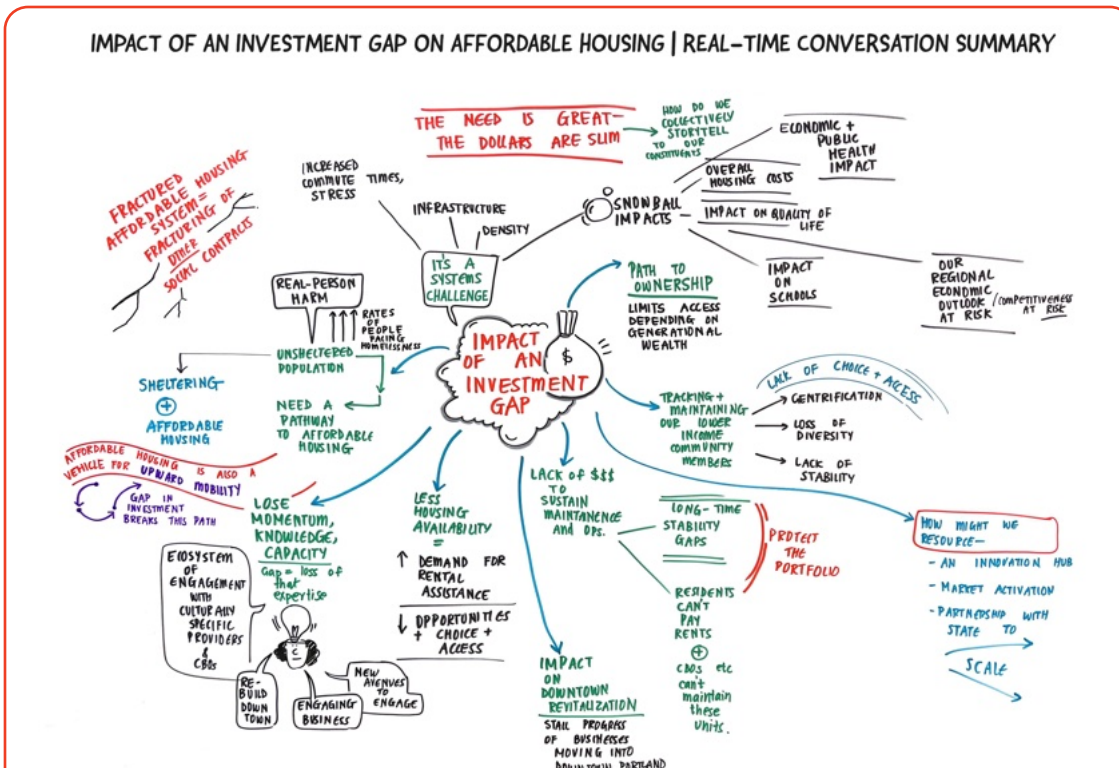 IMPACT OF AN INVESTMENT GAP ON AFFORDABLE HOUSING | REAL-TIME CONVERSATION SUMMARY
THE NEED IS GREAT—
THE DOLLARS ARE SLIM
HOW DO WE
COLLECTIVELY
STORYTELL
TO OUR
CONSTITUENTS
ECONOMIC +
PUBLIC
HEALTH
IMPACT
OVERALL
HOUSING COSTS
SNOWBALL
IMPACTS
IMPACT ON QUALITY OF
LIFE
IMPACT
ON
SCHOOLS
OUR
REGIONAL
ECONOMIC
OUTLOOK / COMPETITIVENESS
AT RISK AT RISK
FRACTURED
AFFORDABLE HOUSING
SYSTEM =
FRACTURING OF
OTHER
SOCIAL CONTRACTS
INCREASED
COMMUTE TIMES,
STRESS
INFRASTRUCTURE
DENSITY
IT'S A
SYSTEMS
CHALLENGE
REAL-PERSON
HARM
RATES
OF
PEOPLE
FACING
HOMELESSNESS
UNSHELTERED
POPULATION
SHELTERING
+
AFFORDABLE
HOUSING
NEED A
PATHWAY
TO AFFORDABLE
HOUSING
IMPACT
OF AN
INVESTMENT
GAP
$
PATH TO
OWNERSHIP
LIMITS ACCESS
DEPENDING ON
GENERATIONAL
WEALTH
TRACKING +
MAINTAINING
OUR LOWER
INCOME
COMMUNITY
MEMBERS
LACK OF CHOICE + ACCESS
GENTRIFICATION
LOSS OF
DIVERSITY
LACK OF
STABILITY
AFFORDABLE HOUSING IS ALSO A
VEHICLE FOR UPWARD MOBILITY
GAP IN
INVESTMENT
BREAKS THIS PATH
LOSE
MOMENTUM,
KNOWLEDGE,
CAPACITY
Gap = loss of
that
expertise
ECOSYSTEM
OF
ENGAGEMENT
WITH
CULTURALLY
SPECIFIC
PROVIDERS
&
CBOS
RE-
BUILD
DOWN
TOWN
ENGAGING
BUSINESS
NEW
AVENUES TO
ENGAGE
LESS
HOUSING
AVAILABILITY
=
↑ DEMAND FOR
RENTAL
ASSISTANCE
↓ OPPORTUNITIES
+ CHOICE +
ACCESS
LACK OF $$$
TO
SUSTAIN
MAINTANENCE
AND OPS.
LONG-TIME
STABILITY
GAPS
PROTECT
THE
PORTFOLIO
RESIDENTS
CAN'T
PAY
RENTS
+
CBOs etc
can't
maintain
these
units.
IMPACT
ON
DOWNTOWN
REVITALIZATION
STALL PROGRESS
OF BUSINESSES
MOVING INTO
DOWNTOWN PORTLAND
HOW MIGHT WE
RESOURCE—
- AN INNOVATION HUB
- MARKET ACTIVATION
- PARTNERSHIP WITH
STATE TO
SCALE